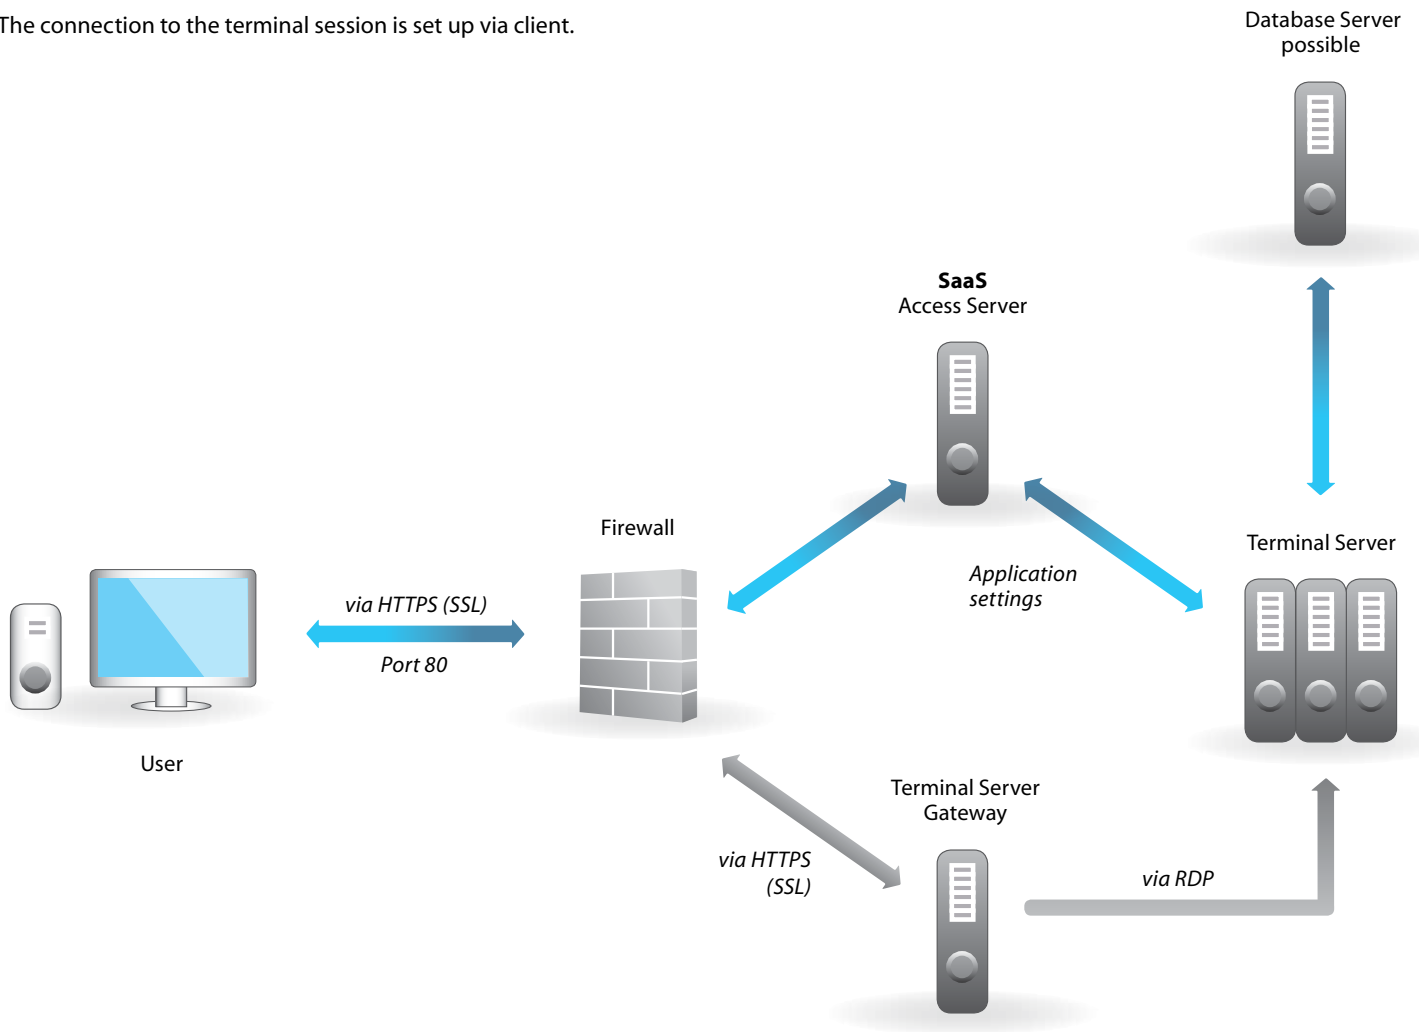 The connection to the terminal session is set up via client.
Database Server
possible
SaaS
Access Server
Firewall
Terminal Server
Application
settings
via HTTPS (SSL)
Port 80
User
Terminal Server
Gateway
via HTTPS
(SSL)
via RDP